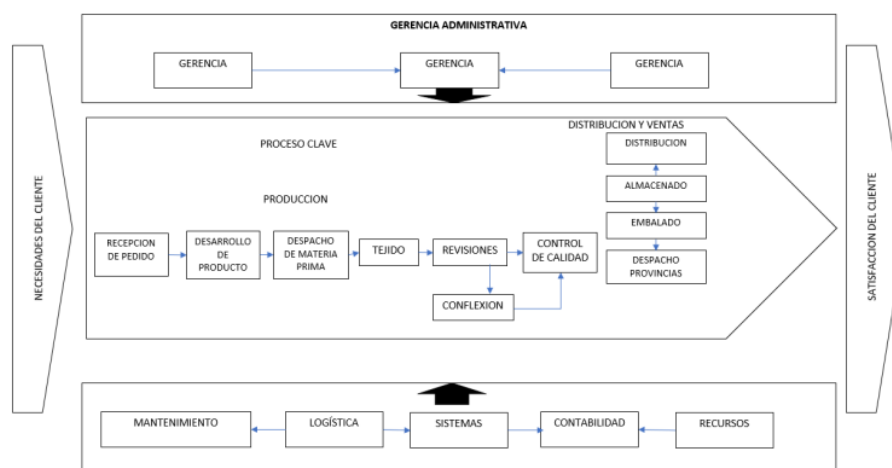 GERENCIA ADMINISTRATIVA
GERENCIA
GERENCIA
GERENCIA
NECESIDADES DEL CLIENTE
PROCESO CLAVE
PRODUCCION
RECEPCION
DE PEDIDO
DESARROLLO
DE
PRODUCTO
DESPACHO
DE MATERIA
PRIMA
TEJIDO
REVISIONES
CONTROL
DE CALIDAD
CONFLEXION
DISTRIBUCION Y VENTAS
DISTRIBUCION
ALMACENADO
EMBALADO
DESPACHO
PROVINCIAS
SATISFACCION DEL CLIENTE
MANTENIMIENTO
LOGÍSTICA
SISTEMAS
CONTABILIDAD
RECURSOS